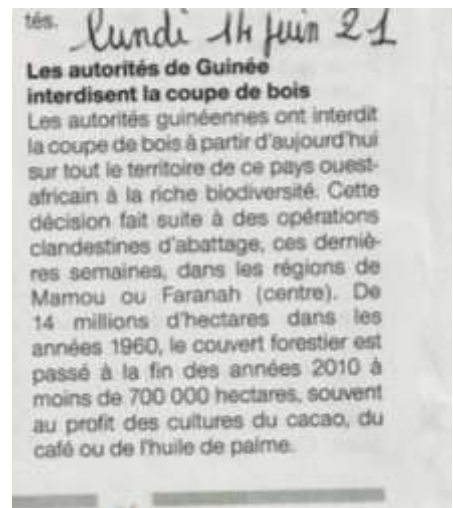 tés.
lundi 14 juin 21
Les autorités de Guinée
interdisent la coupe de bois
Les autorités guinéennes ont interdit
la coupe de bois à partir d'aujourd'hui
sur tout le territoire de ce pays ouest-
africain à la riche biodiversité. Cette
décision fait suite à des opérations
clandestines d'abattage, ces derniè-
res semaines, dans les régions de
Mamou ou Faranah (centre). De
14 millions d'hectares dans les
années 1960, le couvert forestier est
passé à la fin des années 2010 à
moins de 700 000 hectares, souvent
au profit des cultures du cacao, du
café ou de l'huile de palme.